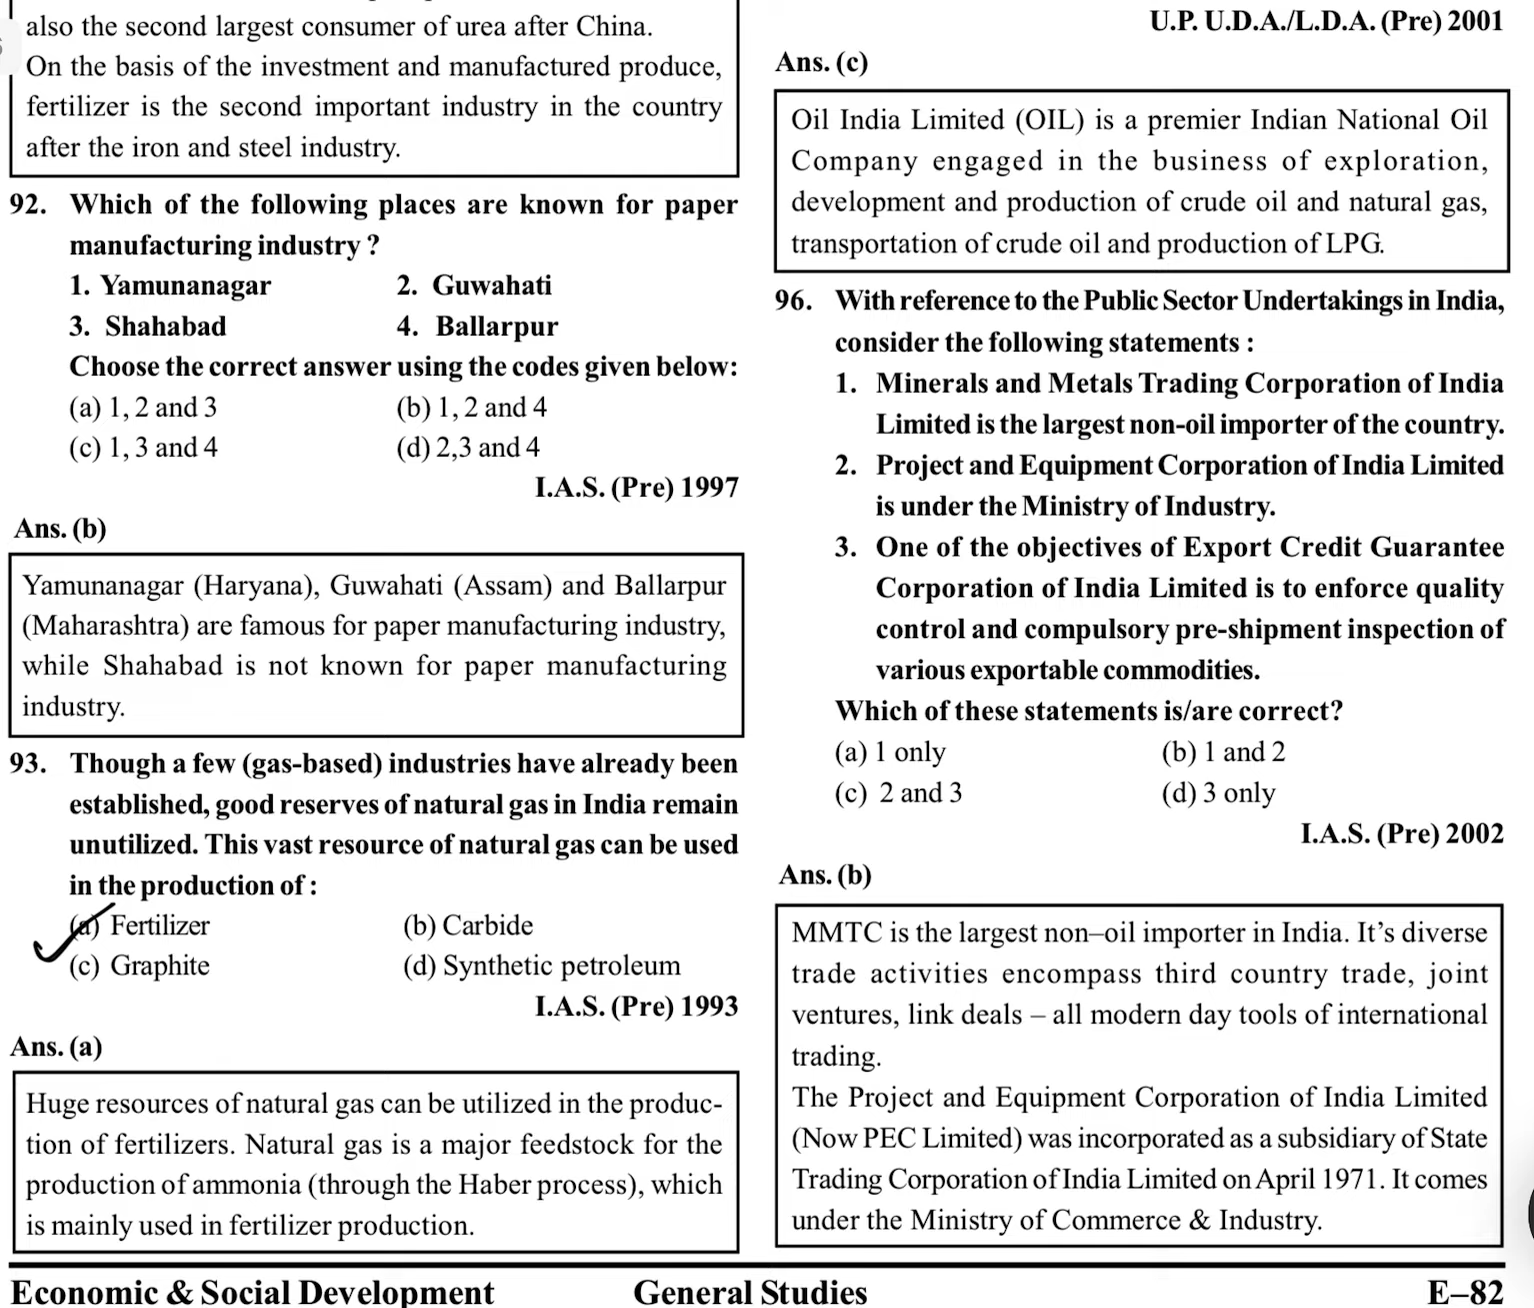 also the second largest consumer of urea after China.
On the basis of the investment and manufactured produce,
fertilizer is the second important industry in the country
after the iron and steel industry.
92. Which of the following places are known for paper
manufacturing industry ?
1. Yamunanagar 2. Guwahati
3. Shahabad 4. Ballarpur
Choose the correct answer using the codes given below:
(a) 1, 2 and 3 (b) 1, 2 and 4
(c) 1, 3 and 4 (d) 2,3 and 4
I.A.S. (Pre) 1997
Ans. (b)
Yamunanagar (Haryana), Guwahati (Assam) and Ballarpur
(Maharashtra) are famous for paper manufacturing industry,
while Shahabad is not known for paper manufacturing
industry.
93. Though a few (gas-based) industries have already been
established, good reserves of natural gas in India remain
unutilized. This vast resource of natural gas can be used
in the production of :
(a) Fertilizer (b) Carbide
(c) Graphite (d) Synthetic petroleum
I.A.S. (Pre) 1993
Ans. (a)
Huge resources of natural gas can be utilized in the produc-
tion of fertilizers. Natural gas is a major feedstock for the
production of ammonia (through the Haber process), which
is mainly used in fertilizer production.
U.P. U.D.A./L.D.A. (Pre) 2001
Ans. (c)
Oil India Limited (OIL) is a premier Indian National Oil
Company engaged in the business of exploration,
development and production of crude oil and natural gas,
transportation of crude oil and production of LPG.
96. With reference to the Public Sector Undertakings in India,
consider the following statements :
1. Minerals and Metals Trading Corporation of India
Limited is the largest non-oil importer of the country.
2. Project and Equipment Corporation of India Limited
is under the Ministry of Industry.
3. One of the objectives of Export Credit Guarantee
Corporation of India Limited is to enforce quality
control and compulsory pre-shipment inspection of
various exportable commodities.
Which of these statements is/are correct?
(a) 1 only (b) 1 and 2
(c) 2 and 3 (d) 3 only
I.A.S. (Pre) 2002
Ans. (b)
MMTC is the largest non–oil importer in India. It's diverse
trade activities encompass third country trade, joint
ventures, link deals – all modern day tools of international
trading.
The Project and Equipment Corporation of India Limited
(Now PEC Limited) was incorporated as a subsidiary of State
Trading Corporation of India Limited on April 1971. It comes
under the Ministry of Commerce & Industry.
Economic & Social Development General Studies E–82